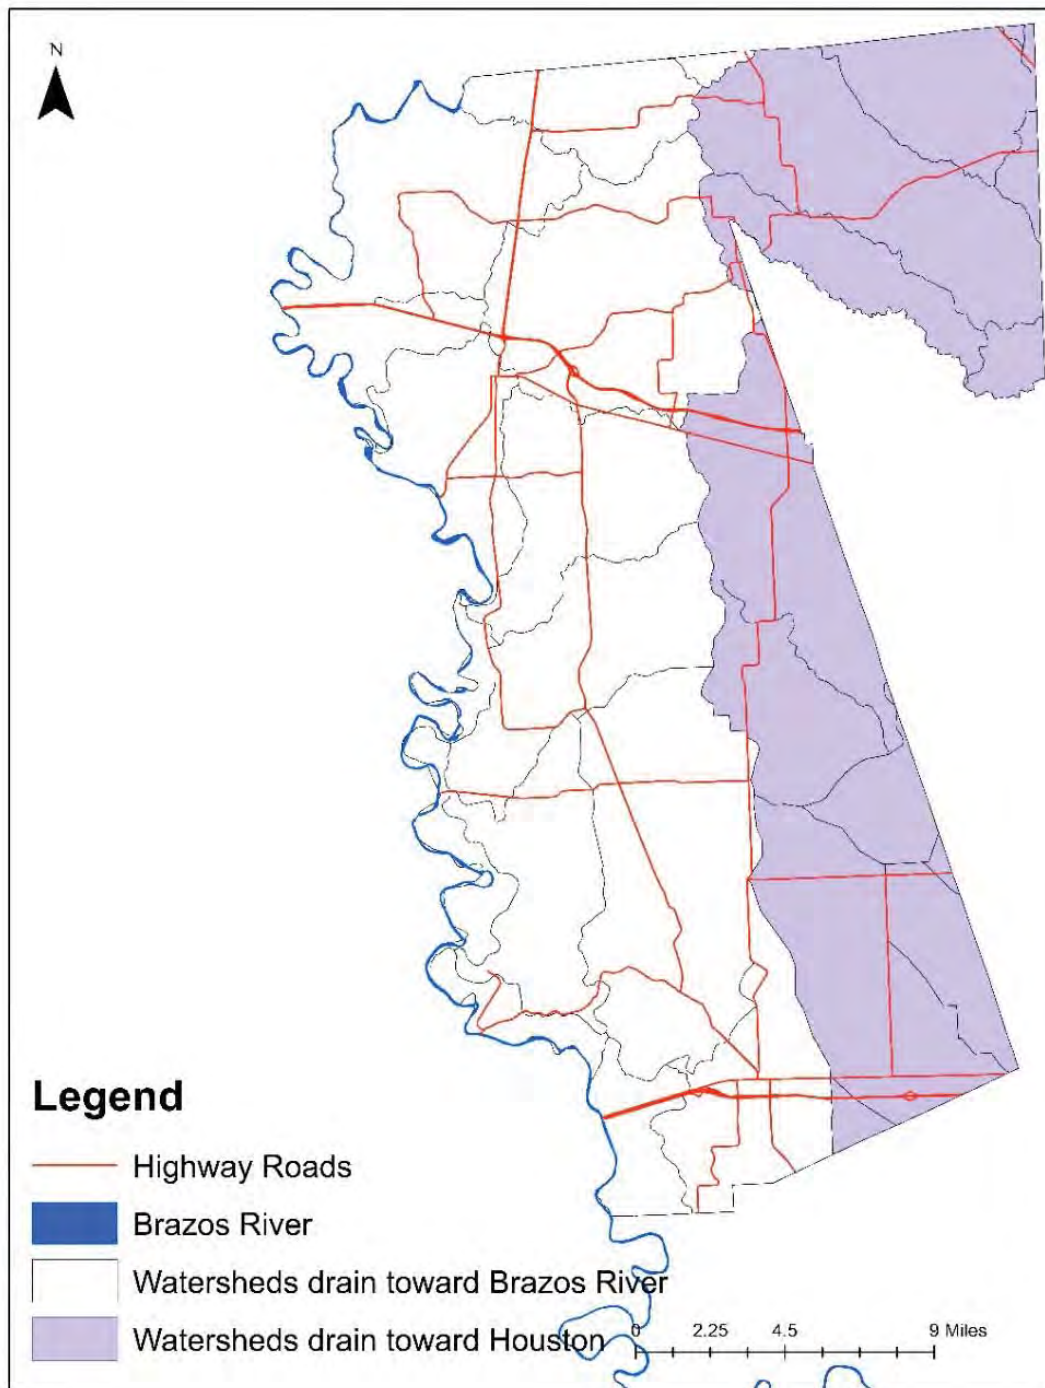 N
Legend
Highway Roads
Brazos River
Watersheds drain toward Brazos River
Watersheds drain toward Houston
0 2.25 4.5 9 Miles